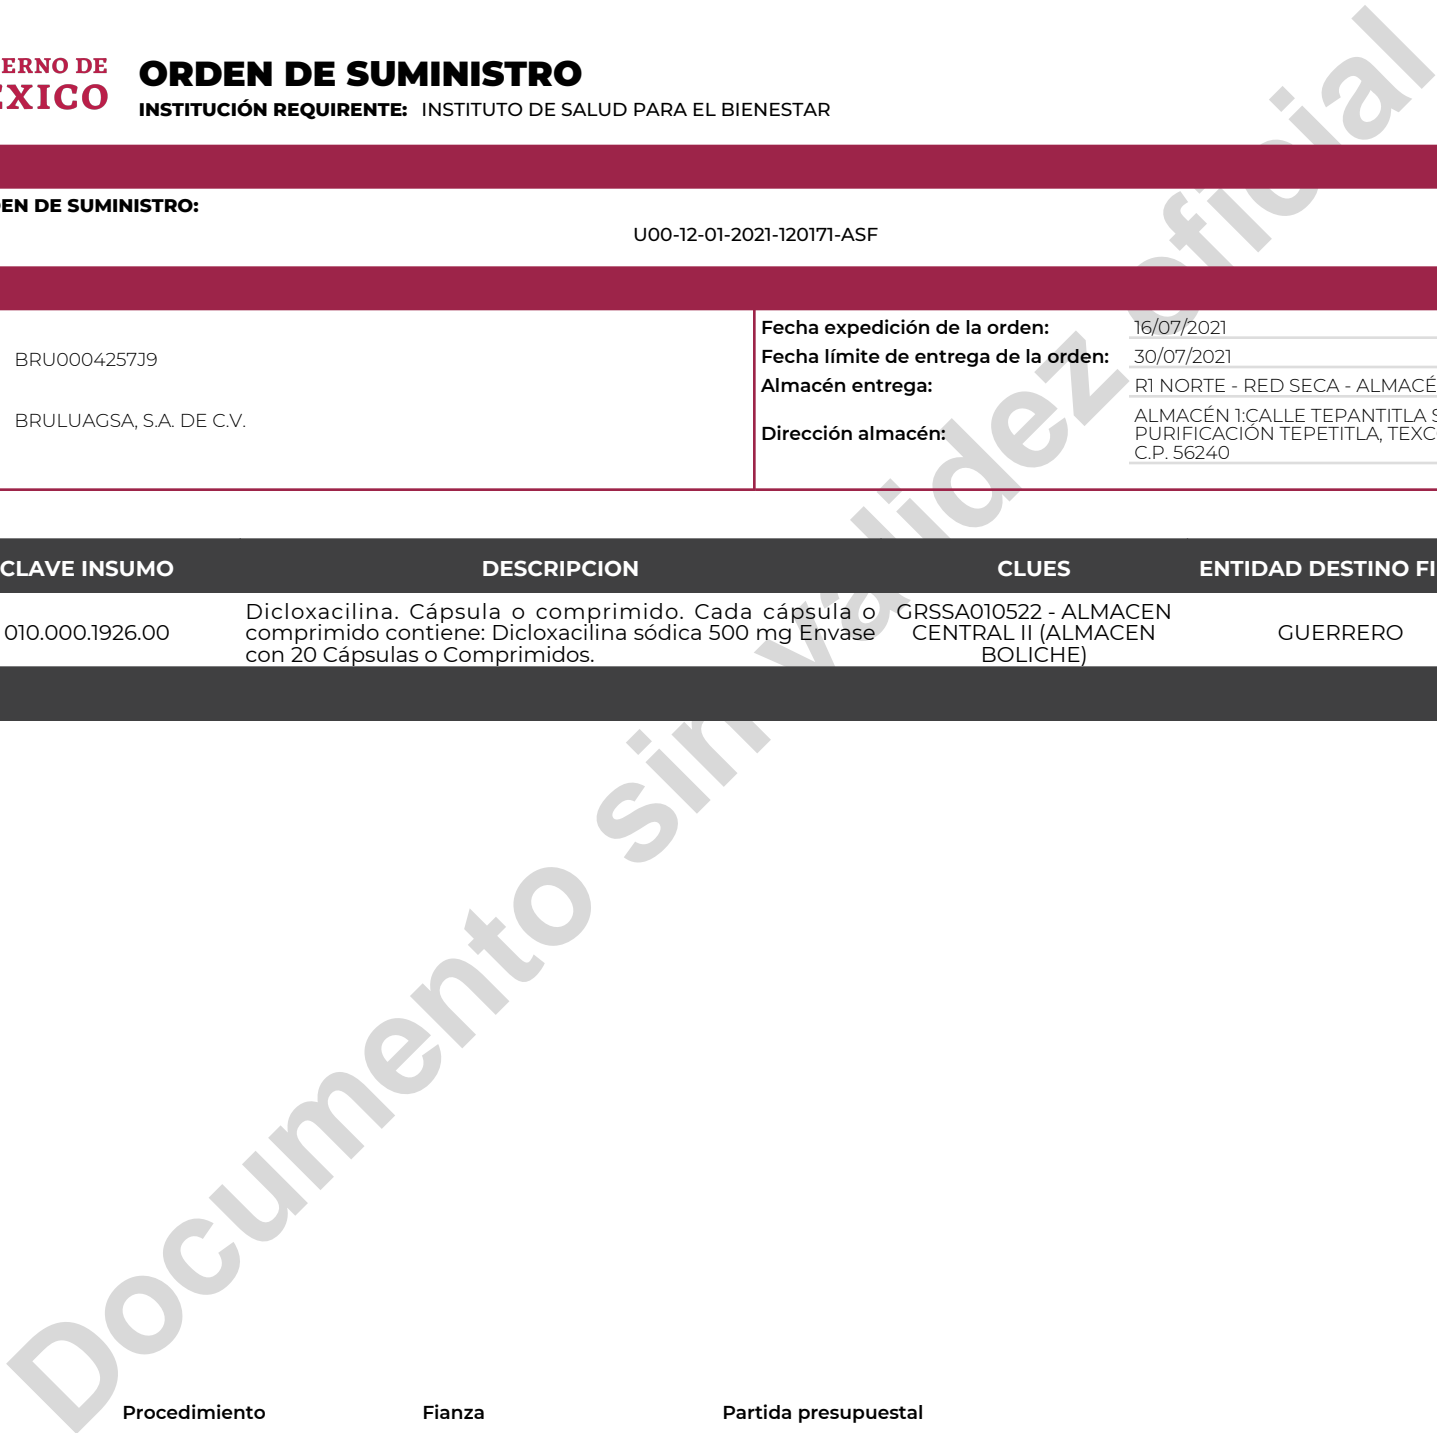 ERNO DE
ÉXICO
ORDEN DE SUMINISTRO
INSTITUCIÓN REQUIRENTE: INSTITUTO DE SALUD PARA EL BIENESTAR
EN DE SUMINISTRO:
U00-12-01-2021-120171-ASF
BRU0004257J9
BRULUAGSA, S.A. DE C.V.
Fecha expedición de la orden: 16/07/2021
Fecha límite de entrega de la orden: 30/07/2021
Almacén entrega: R1 NORTE - RED SECA - ALMACÉ
Dirección almacén:
ALMACÉN 1:CALLE TEPANTITLA S
PURIFICACIÓN TEPETITLA, TEXC
C.P. 56240
CLAVE INSUMO DESCRIPCION CLUES ENTIDAD DESTINO FI
010.000.1926.00
Dicloxacilina. Cápsula o comprimido. Cada cápsula o
comprimido contiene: Dicloxacilina sódica 500 mg Envase
con 20 Cápsulas o Comprimidos.
GRSSA010522 - ALMACEN
CENTRAL II (ALMACEN
BOLICHE)
GUERRERO
Documento sin validez oficial
Procedimiento Fianza Partida presupuestal